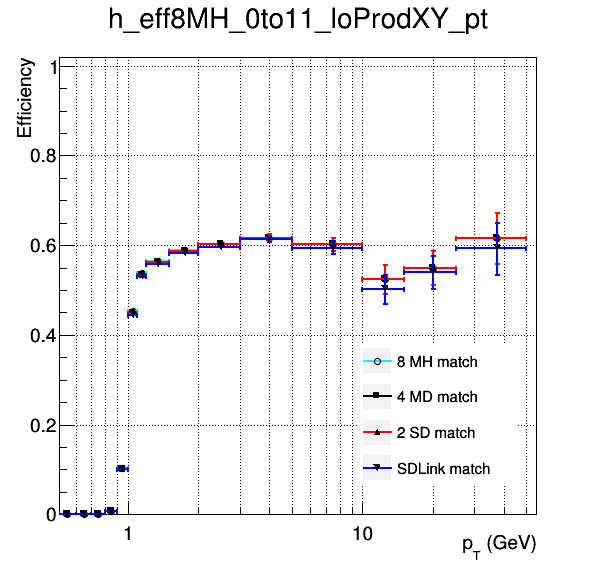 h_eff8MH_0to11_loProdXY_pt
Efficiency
1
0.8
0.6
0.4
0.2
0
8 MH match
4 MD match
2 SD match
SDLink match
1
10
p_T (GeV)